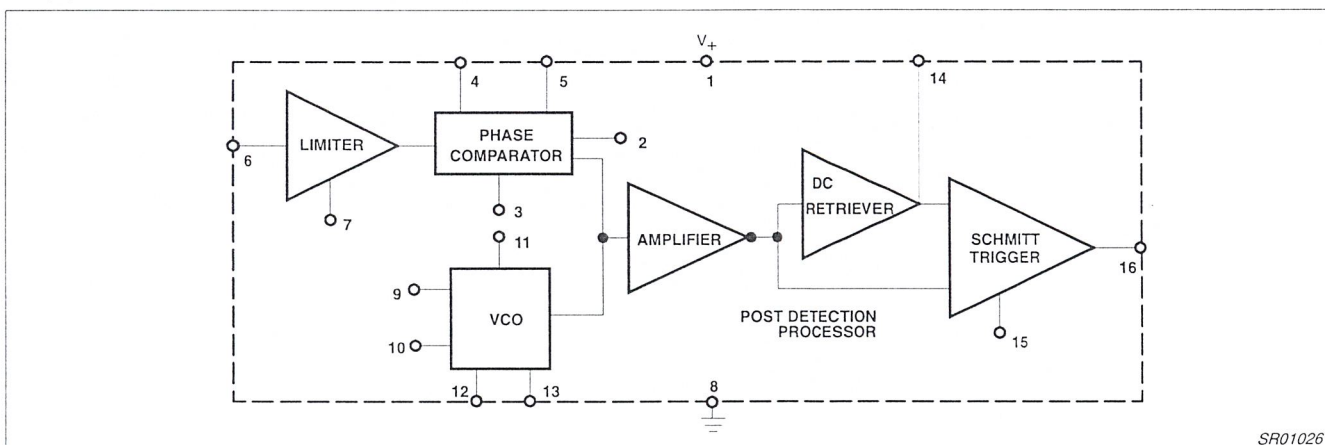 V+
4
5
1
14
LIMITER
PHASE
COMPARATOR
2
6
7
3
11
DC
RETRIEVER
AMPLIFIER
SCHMITT
TRIGGER
16
9
VCO
10
POST DETECTION
PROCESSOR
15
12
13
8
SR01026